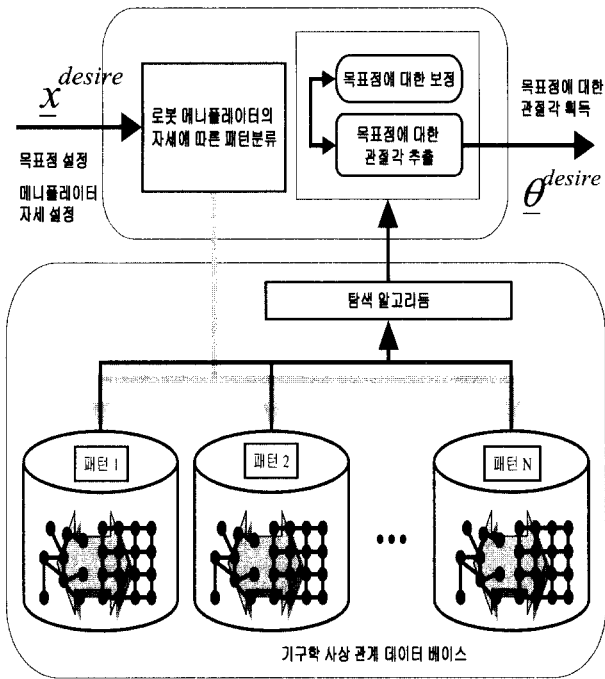 x desire
목표점 설정
메니플레이터
자세 설정
로봇 메니플레이터의
자세에 따른 패턴분류
목표점에 대한 보정
목표점에 대한
관절각 추출
목표점에 대한
관절각 획득
θ desire
탐색 알고리듬
패턴 1
패턴 2
패턴 N
•••
기구학 사상 관계 데이터 베이스